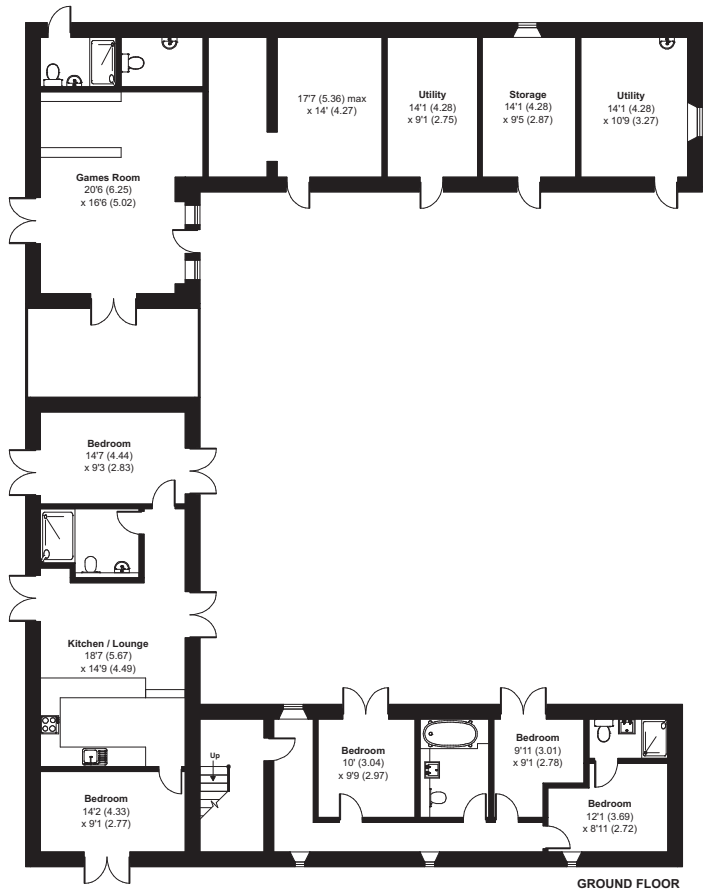 17'7 (5.36) max
x 14' (4.27)
Utility
14'1 (4.28)
x 9'1 (2.75)
Storage
14'1 (4.28)
x 9'5 (2.87)
Utility
14'1 (4.28)
x 10'9 (3.27)
Games Room
20'6 (6.25)
x 16'6 (5.02)
Bedroom
14'7 (4.44)
x 9'3 (2.83)
Kitchen / Lounge
18'7 (5.67)
x 14'9 (4.49)
Bedroom
14'2 (4.33)
x 9'1 (2.77)
Up
Bedroom
10' (3.04)
x 9'9 (2.97)
Bedroom
9'11 (3.01)
x 9'1 (2.78)
Bedroom
12'1 (3.69)
x 8'11 (2.72)
GROUND FLOOR